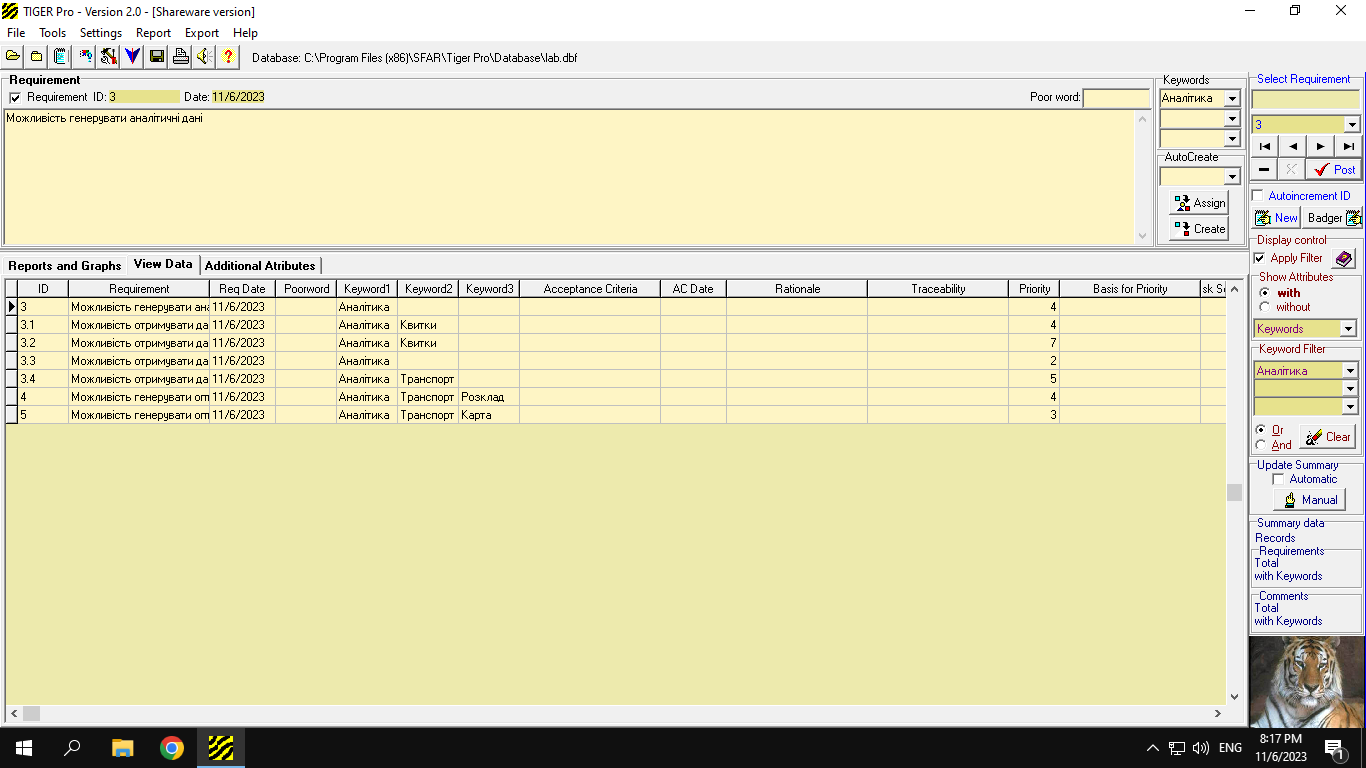 TIGER Pro - Version 2.0 - [Shareware version]
File Tools Settings Report Export Help
Database: C:\Program Files (x86)\SFAR\Tiger Pro\Database\lab.dbf
Requirement
Requirement ID: 3 Date: 11/6/2023 Poor word:
Можливість генерувати аналітичні дані
Keywords
Аналітика
AutoCreate
Assign
Create
Select Requirement
3
Post
Autoincrement ID
New Badger
Display control
Apply Filter
Show Attributes
with
without
Keywords
Keyword Filter
Аналітика
Or
And
Clear
Update Summary
Automatic
Manual
Summary data
Records
Requirements
Total
with Keywords
Comments
Total
with Keywords
Reports and Graphs View Data Additional Atributes
ID Requirement Req Date Poorword Keyword1 Keyword2 Keyword3 Acceptance Criteria AC Date Rationale Traceability Priority Basis for Priority sk Se
3 Можливість генерувати ана 11/6/2023 Аналітика 4
3.1 Можливість отримувати да 11/6/2023 Аналітика Квитки 4
3.2 Можливість отримувати да 11/6/2023 Аналітика Квитки 7
3.3 Можливість отримувати да 11/6/2023 Аналітика 2
3.4 Можливість отримувати да 11/6/2023 Аналітика Транспорт 5
4 Можливість генерувати оп 11/6/2023 Аналітика Транспорт Розклад 4
5 Можливість генерувати оп 11/6/2023 Аналітика Транспорт Карта 3
ENG
8:17 PM
11/6/2023
1